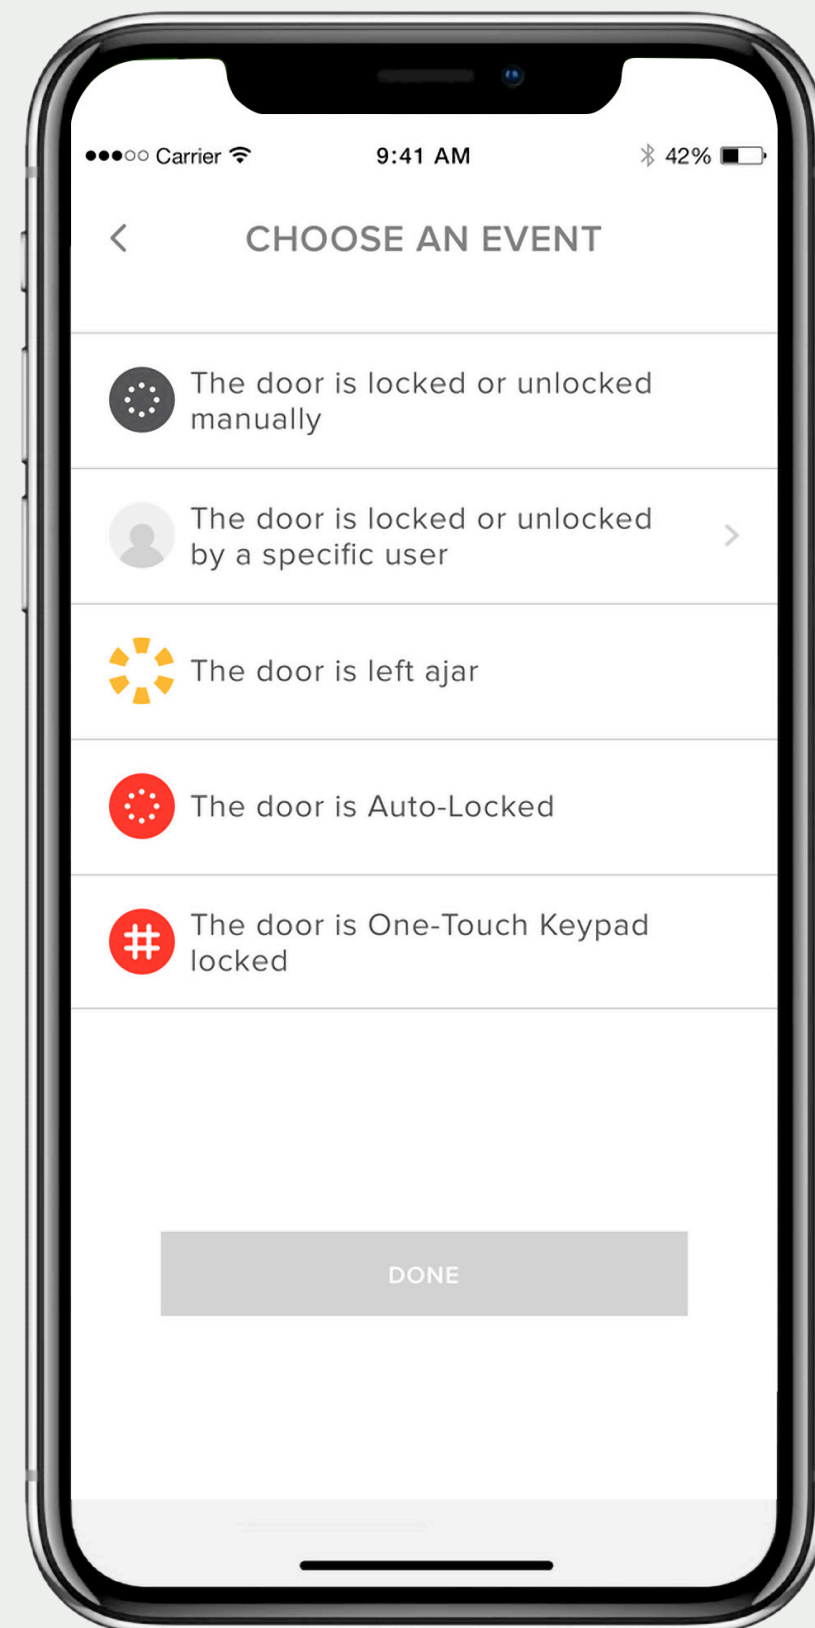 Carrier 9:41 AM 42%
CHOOSE AN EVENT
The door is locked or unlocked
manually
The door is locked or unlocked
by a specific user
The door is left ajar
The door is Auto-Locked
The door is One-Touch Keypad
locked
DONE